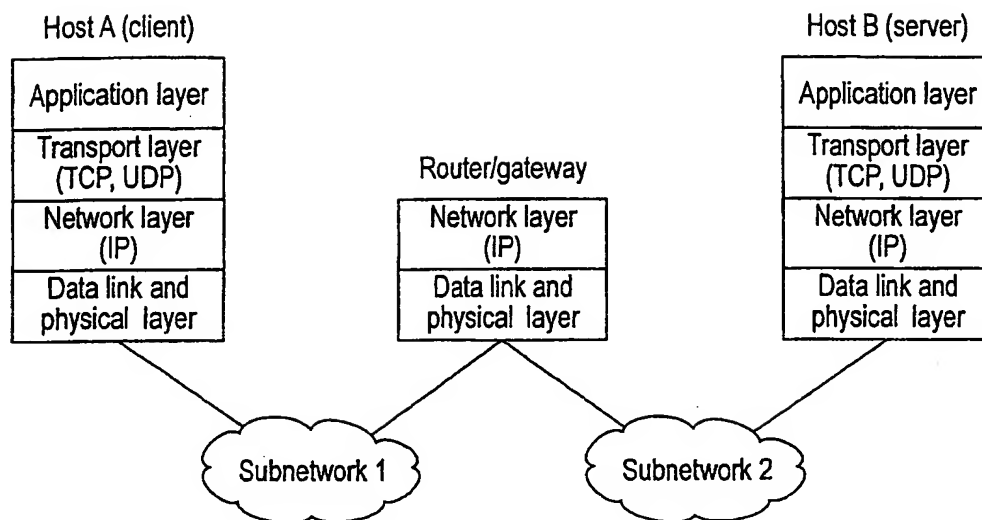 Host A (client)
Application layer
Transport layer
(TCP, UDP)
Network layer
(IP)
Data link and
physical layer
Router/gateway
Network layer
(IP)
Data link and
physical layer
Host B (server)
Application layer
Transport layer
(TCP, UDP)
Network layer
(IP)
Data link and
physical layer
Subnetwork 1
Subnetwork 2